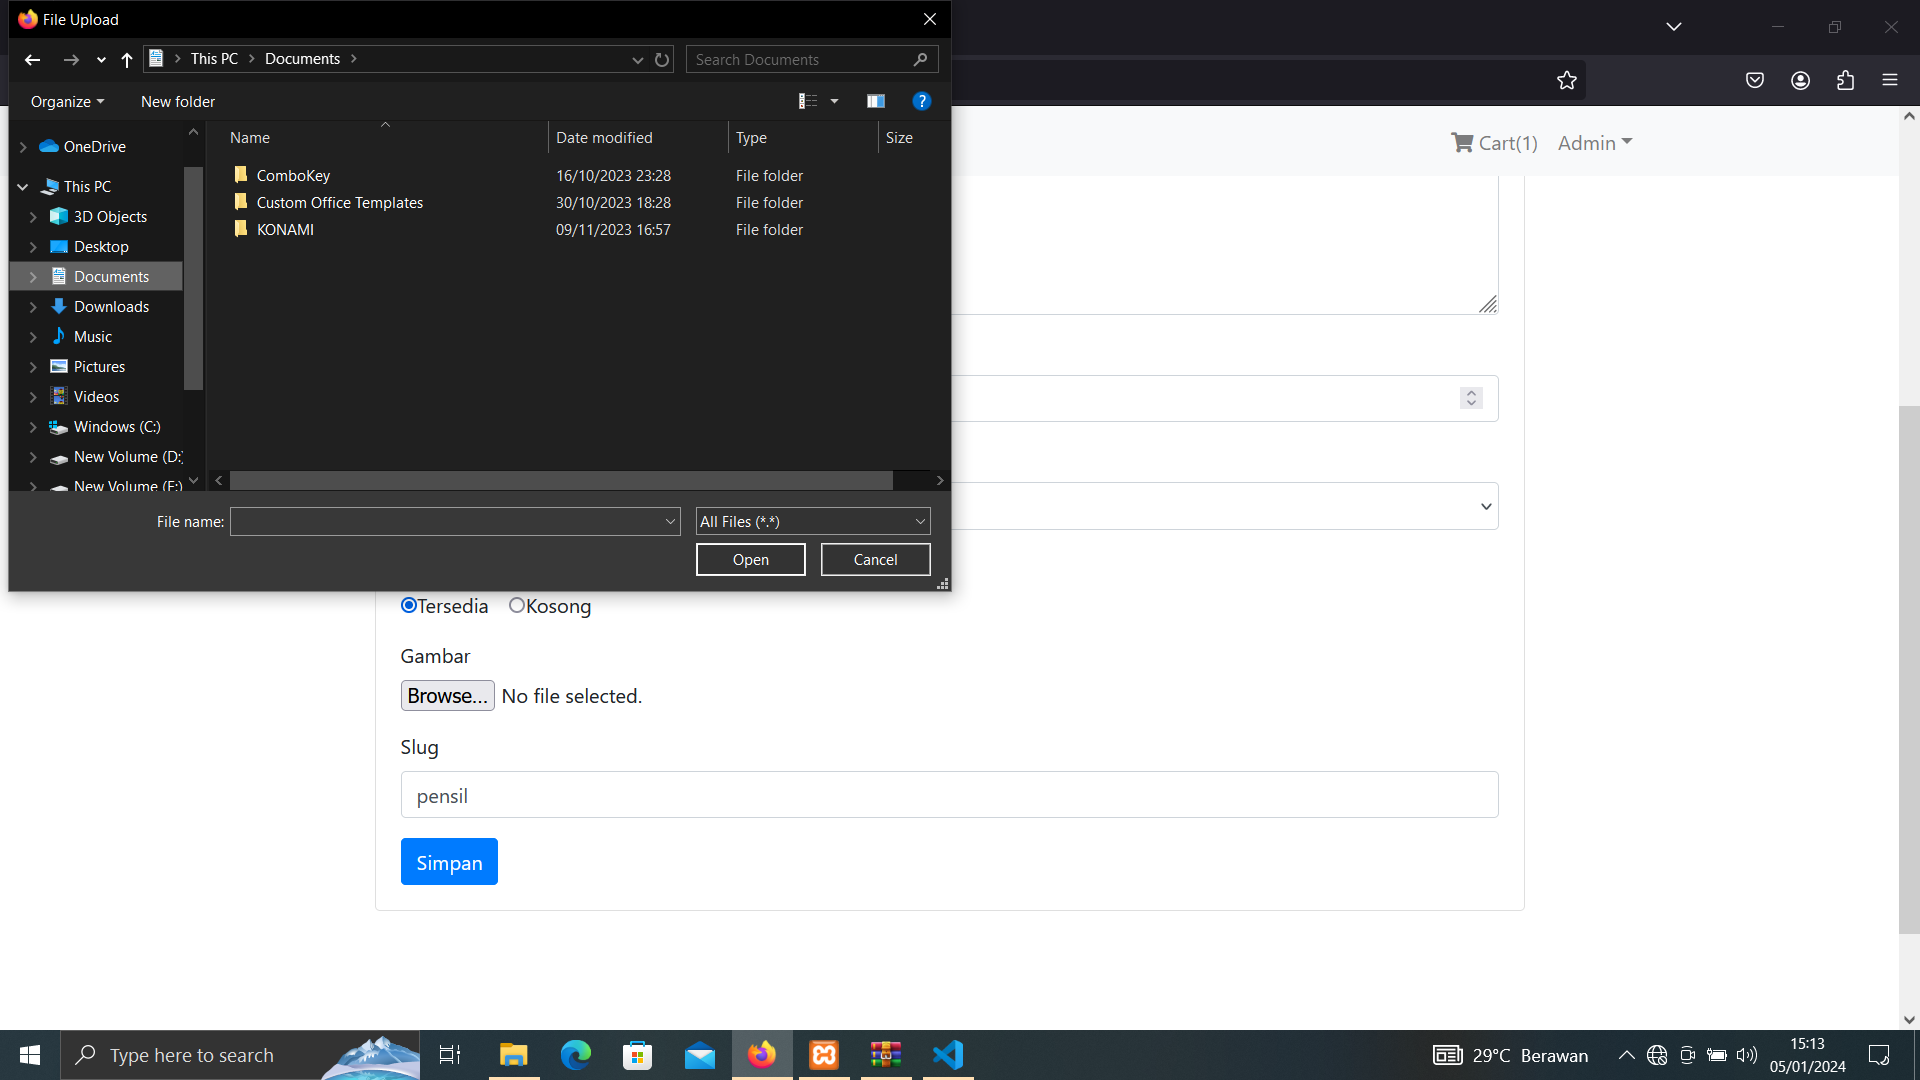 File Upload
This PC
Documents
Search Documents
Organize
New folder
?
Name
Date modified
Type
Size
OneDrive
This PC
3D Objects
Desktop
Documents
Downloads
Music
Pictures
Videos
Windows (C:)
New Volume (D:)
New Volume (E:)
ComboKey 16/10/2023 23:28 File folder
Custom Office Templates 30/10/2023 18:28 File folder
KONAMI 09/11/2023 16:57 File folder
File name:
All Files (*.*)
Open
Cancel
Cart(1)
Admin
Tersedia
Kosong
Gambar
Browse...
No file selected.
Slug
pensil
Simpan
Type here to search
29°C Berawan
15:13
05/01/2024